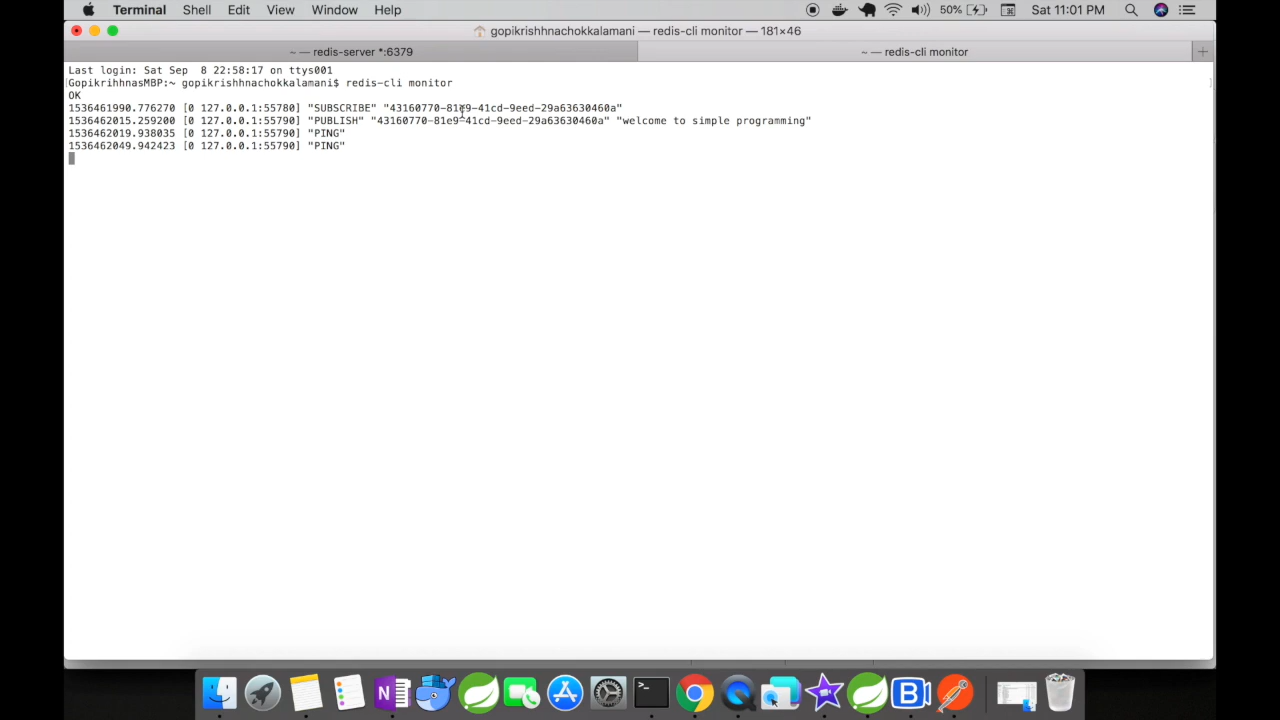 Terminal Shell Edit View Window Help 50% Sat 11:01 PM
gopikrishhnachokkalamani — redis-cli monitor — 181×46
~ — redis-server *:6379 ~ — redis-cli monitor +
Last login: Sat Sep  8 22:58:17 on ttys001
GopikrihhnasMBP:~ gopikrishhnachokkalamani$ redis-cli monitor
OK
1536461990.776270 [0 127.0.0.1:55780] "SUBSCRIBE" "43160770-81e9-41cd-9eed-29a63630460a"
1536462015.259200 [0 127.0.0.1:55790] "PUBLISH" "43160770-81e9-41cd-9eed-29a63630460a" "welcome to simple programming"
1536462019.938035 [0 127.0.0.1:55790] "PING"
1536462049.942423 [0 127.0.0.1:55790] "PING"